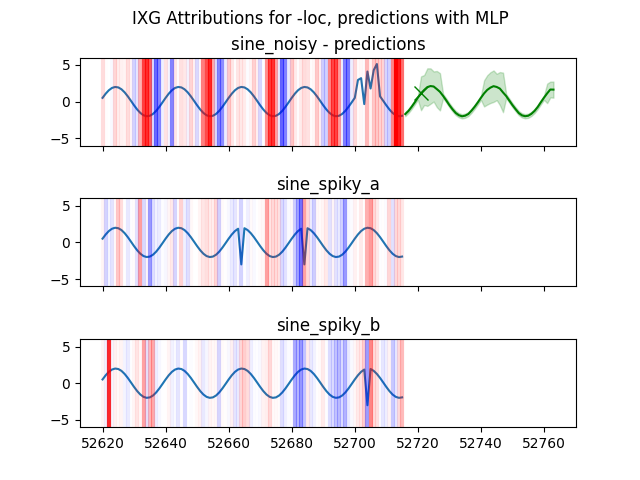 IXG Attributions for -loc, predictions with MLP
sine_noisy - predictions
5
0
−5
sine_spiky_a
5
0
−5
sine_spiky_b
5
0
−5
52620 52640 52660 52680 52700 52720 52740 52760